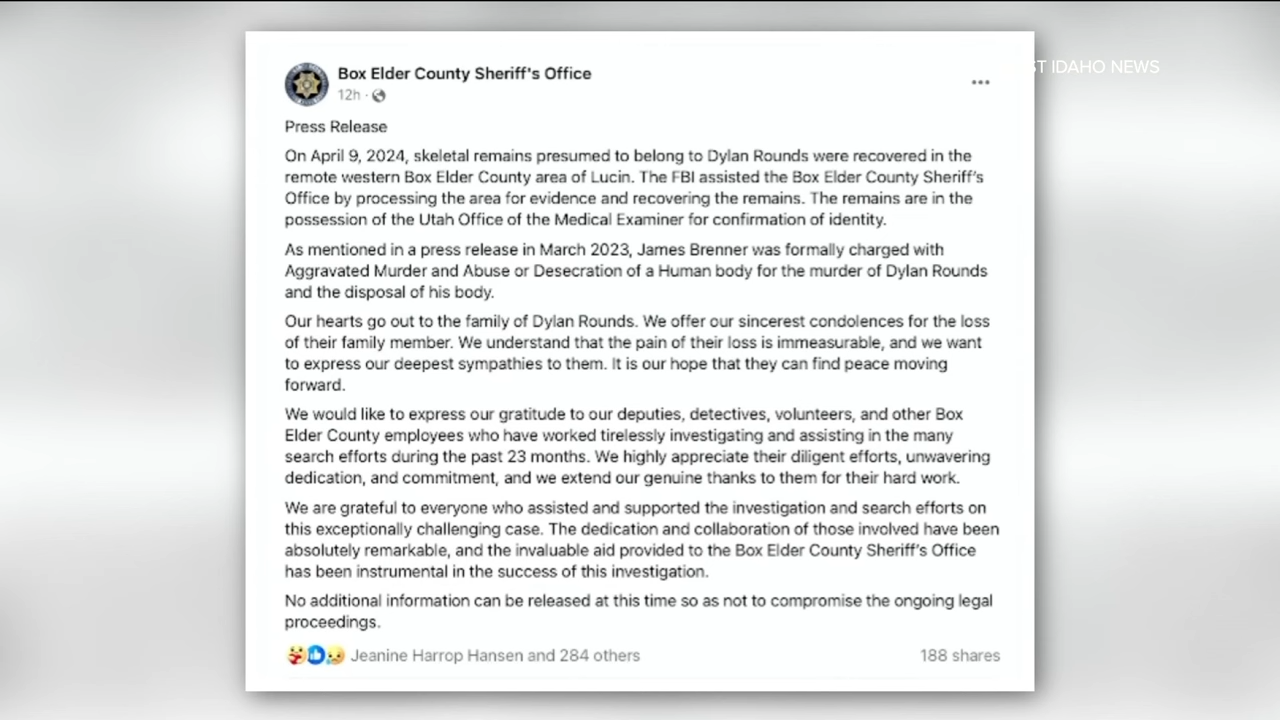 Box Elder County Sheriff's Office
ST IDAHO NEWS
12h ·
Press Release
On April 9, 2024, skeletal remains presumed to belong to Dylan Rounds were recovered in the
remote western Box Elder County area of Lucin. The FBI assisted the Box Elder County Sheriff's
Office by processing the area for evidence and recovering the remains. The remains are in the
possession of the Utah Office of the Medical Examiner for confirmation of identity.
As mentioned in a press release in March 2023, James Brenner was formally charged with
Aggravated Murder and Abuse or Desecration of a Human body for the murder of Dylan Rounds
and the disposal of his body.
Our hearts go out to the family of Dylan Rounds. We offer our sincerest condolences for the loss
of their family member. We understand that the pain of their loss is immeasurable, and we want
to express our deepest sympathies to them. It is our hope that they can find peace moving
forward.
We would like to express our gratitude to our deputies, detectives, volunteers, and other Box
Elder County employees who have worked tirelessly investigating and assisting in the many
search efforts during the past 23 months. We highly appreciate their diligent efforts, unwavering
dedication, and commitment, and we extend our genuine thanks to them for their hard work.
We are grateful to everyone who assisted and supported the investigation and search efforts on
this exceptionally challenging case. The dedication and collaboration of those involved have been
absolutely remarkable, and the invaluable aid provided to the Box Elder County Sheriff's Office
has been instrumental in the success of this investigation.
No additional information can be released at this time so as not to compromise the ongoing legal
proceedings.
Jeanine Harrop Hansen and 284 others
188 shares